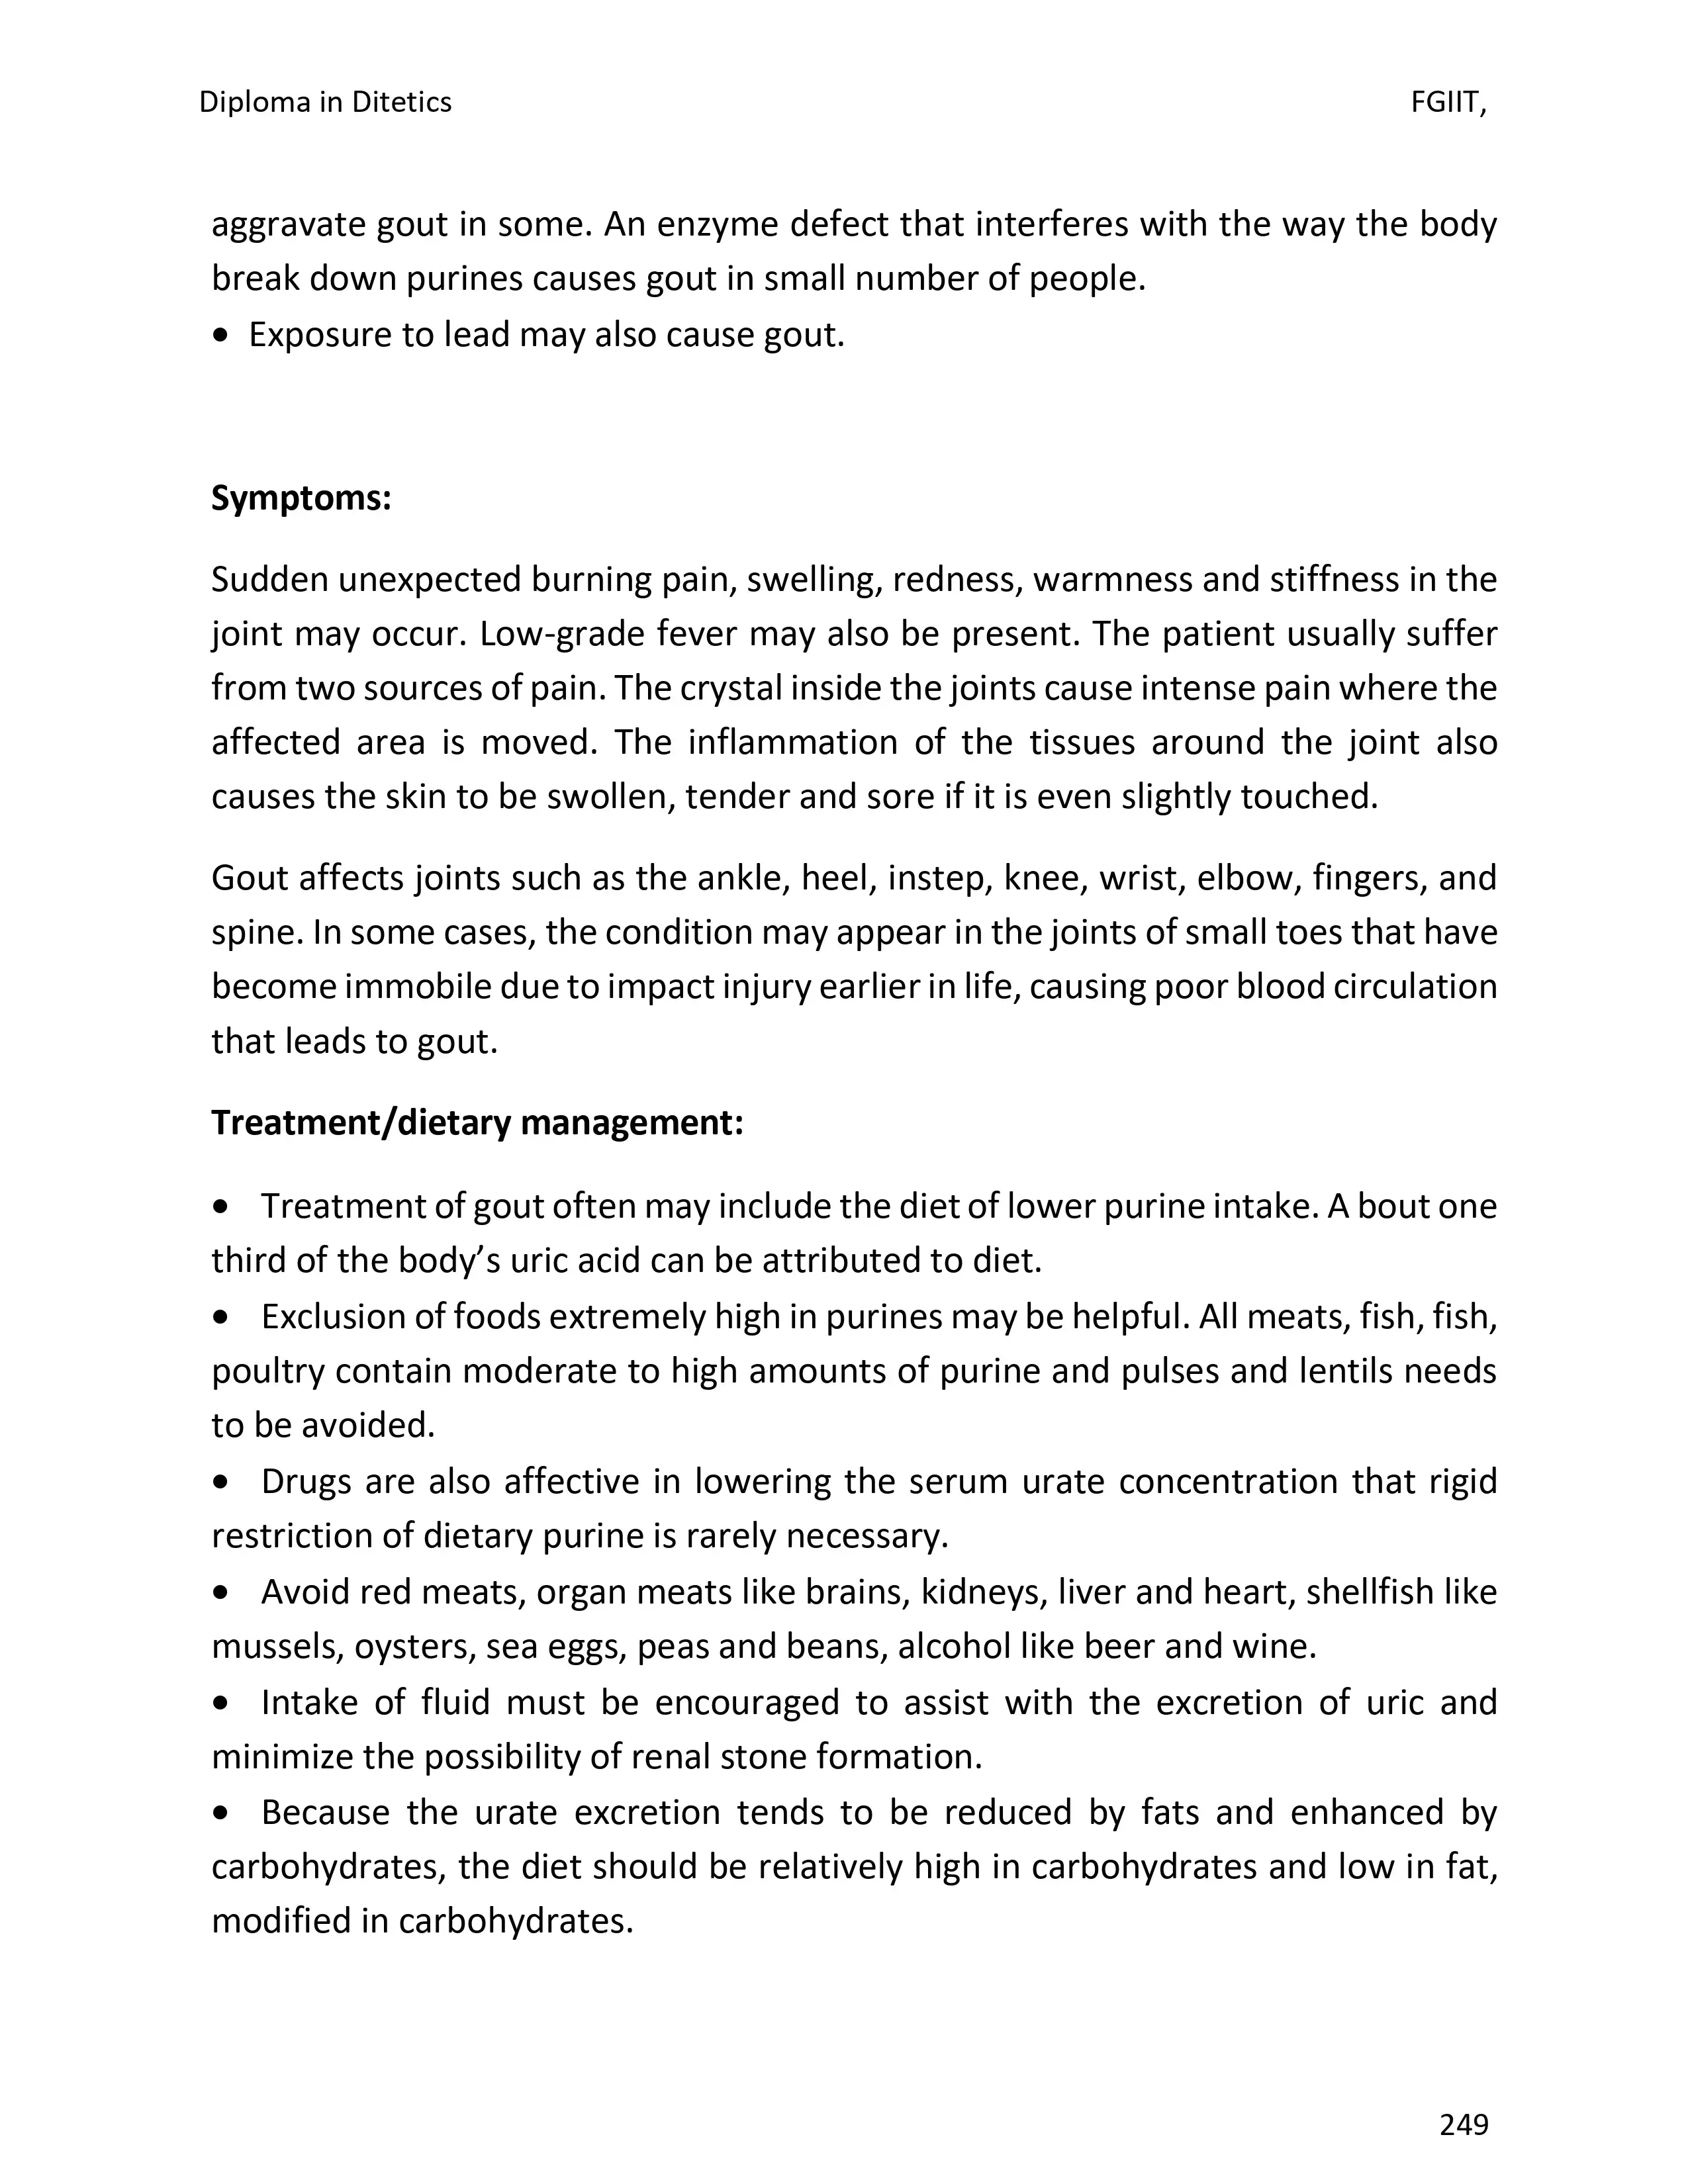 Diploma in Ditetics FGIIT,
aggravate gout in some. An enzyme defect that interferes with the way the body
break down purines causes gout in small number of people.
• Exposure to lead may also cause gout.
Symptoms:
Sudden unexpected burning pain, swelling, redness, warmness and stiffness in the
joint may occur. Low-grade fever may also be present. The patient usually suffer
from two sources of pain. The crystal inside the joints cause intense pain where the
affected area is moved. The inflammation of the tissues around the joint also
causes the skin to be swollen, tender and sore if it is even slightly touched.
Gout affects joints such as the ankle, heel, instep, knee, wrist, elbow, fingers, and
spine. In some cases, the condition may appear in the joints of small toes that have
become immobile due to impact injury earlier in life, causing poor blood circulation
that leads to gout.
Treatment/dietary management:
• Treatment of gout often may include the diet of lower purine intake. A bout one
third of the body’s uric acid can be attributed to diet.
• Exclusion of foods extremely high in purines may be helpful. All meats, fish, fish,
poultry contain moderate to high amounts of purine and pulses and lentils needs
to be avoided.
• Drugs are also affective in lowering the serum urate concentration that rigid
restriction of dietary purine is rarely necessary.
• Avoid red meats, organ meats like brains, kidneys, liver and heart, shellfish like
mussels, oysters, sea eggs, peas and beans, alcohol like beer and wine.
• Intake of fluid must be encouraged to assist with the excretion of uric and
minimize the possibility of renal stone formation.
• Because the urate excretion tends to be reduced by fats and enhanced by
carbohydrates, the diet should be relatively high in carbohydrates and low in fat,
modified in carbohydrates.
249